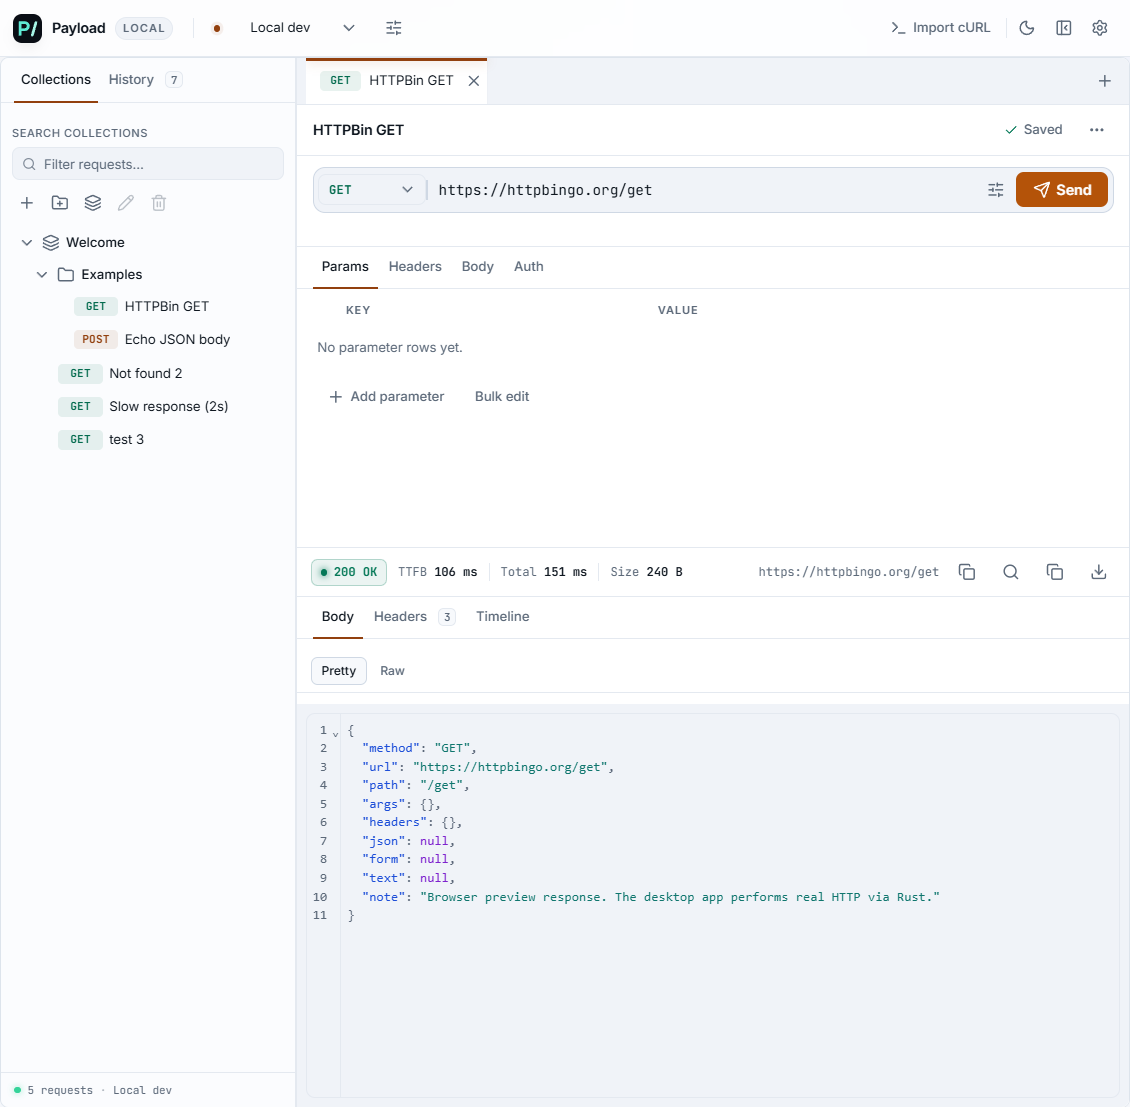 P/ Payload LOCAL Local dev Import cURL
Collections History 7
GET HTTPBin GET
SEARCH COLLECTIONS
Filter requests...
Welcome
Examples
GET HTTPBin GET
POST Echo JSON body
GET Not found 2
GET Slow response (2s)
GET test 3
5 requests · Local dev
HTTPBin GET Saved
GET https://httpbingo.org/get Send
Params Headers Body Auth
KEY VALUE
No parameter rows yet.
Add parameter Bulk edit
200 OK TTFB 106 ms Total 151 ms Size 240 B https://httpbingo.org/get
Body Headers 3 Timeline
Pretty Raw
1 {
2 "method": "GET",
3 "url": "https://httpbingo.org/get",
4 "path": "/get",
5 "args": {},
6 "headers": {},
7 "json": null,
8 "form": null,
9 "text": null,
10 "note": "Browser preview response. The desktop app performs real HTTP via Rust."
11 }